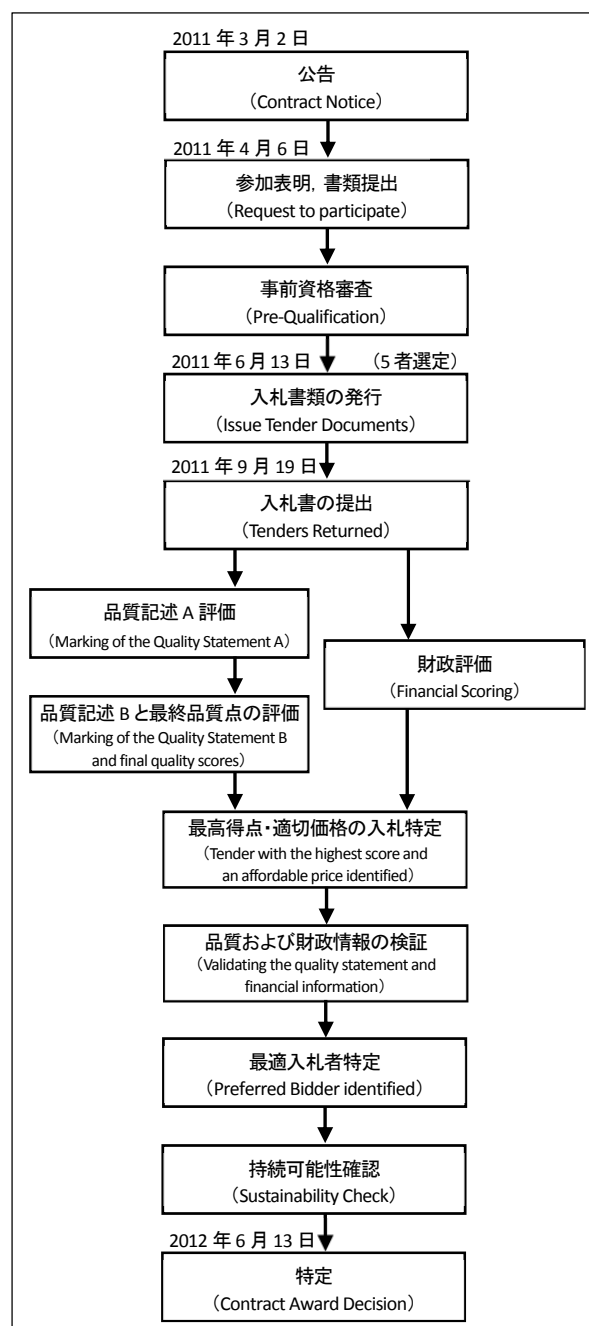 2011 年 3 月 2 日
公告
(Contract Notice)
2011 年 4 月 6 日
参加表明，書類提出
(Request to participate)
事前資格審査
(Pre-Qualification)
2011 年 6 月 13 日 (5 者選定)
入札書類の発行
(Issue Tender Documents)
2011 年 9 月 19 日
入札書の提出
(Tenders Returned)
品質記述 A 評価
(Marking of the Quality Statement A)
品質記述 B と最終品質点の評価
(Marking of the Quality Statement B
and final quality scores)
財政評価
(Financial Scoring)
最高得点・適切価格の入札特定
(Tender with the highest score and
an affordable price identified)
品質および財政情報の検証
(Validating the quality statement and
financial information)
最適入札者特定
(Preferred Bidder identified)
持続可能性確認
(Sustainability Check)
2012 年 6 月 13 日
特定
(Contract Award Decision)